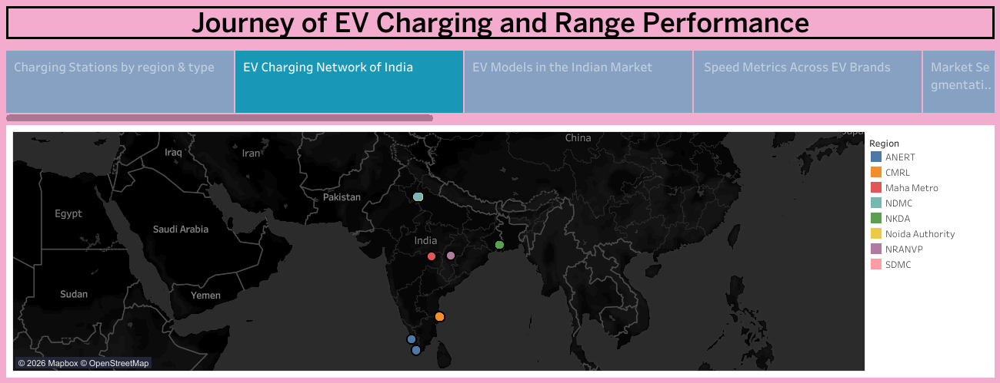 Journey of EV Charging and Range Performance
Charging Stations by region & type
EV Charging Network of India
EV Models in the Indian Market
Speed Metrics Across EV Brands
Market Se
gmentati..
China
Iraq
Iran
Pakistan
Egypt
Saudi Arabia
India
Sudan
Yemen
© 2026 Mapbox © OpenStreetMap
Region
ANERT
CMRL
Maha Metro
NDMC
NKDA
Noida Authority
NRANVP
SDMC